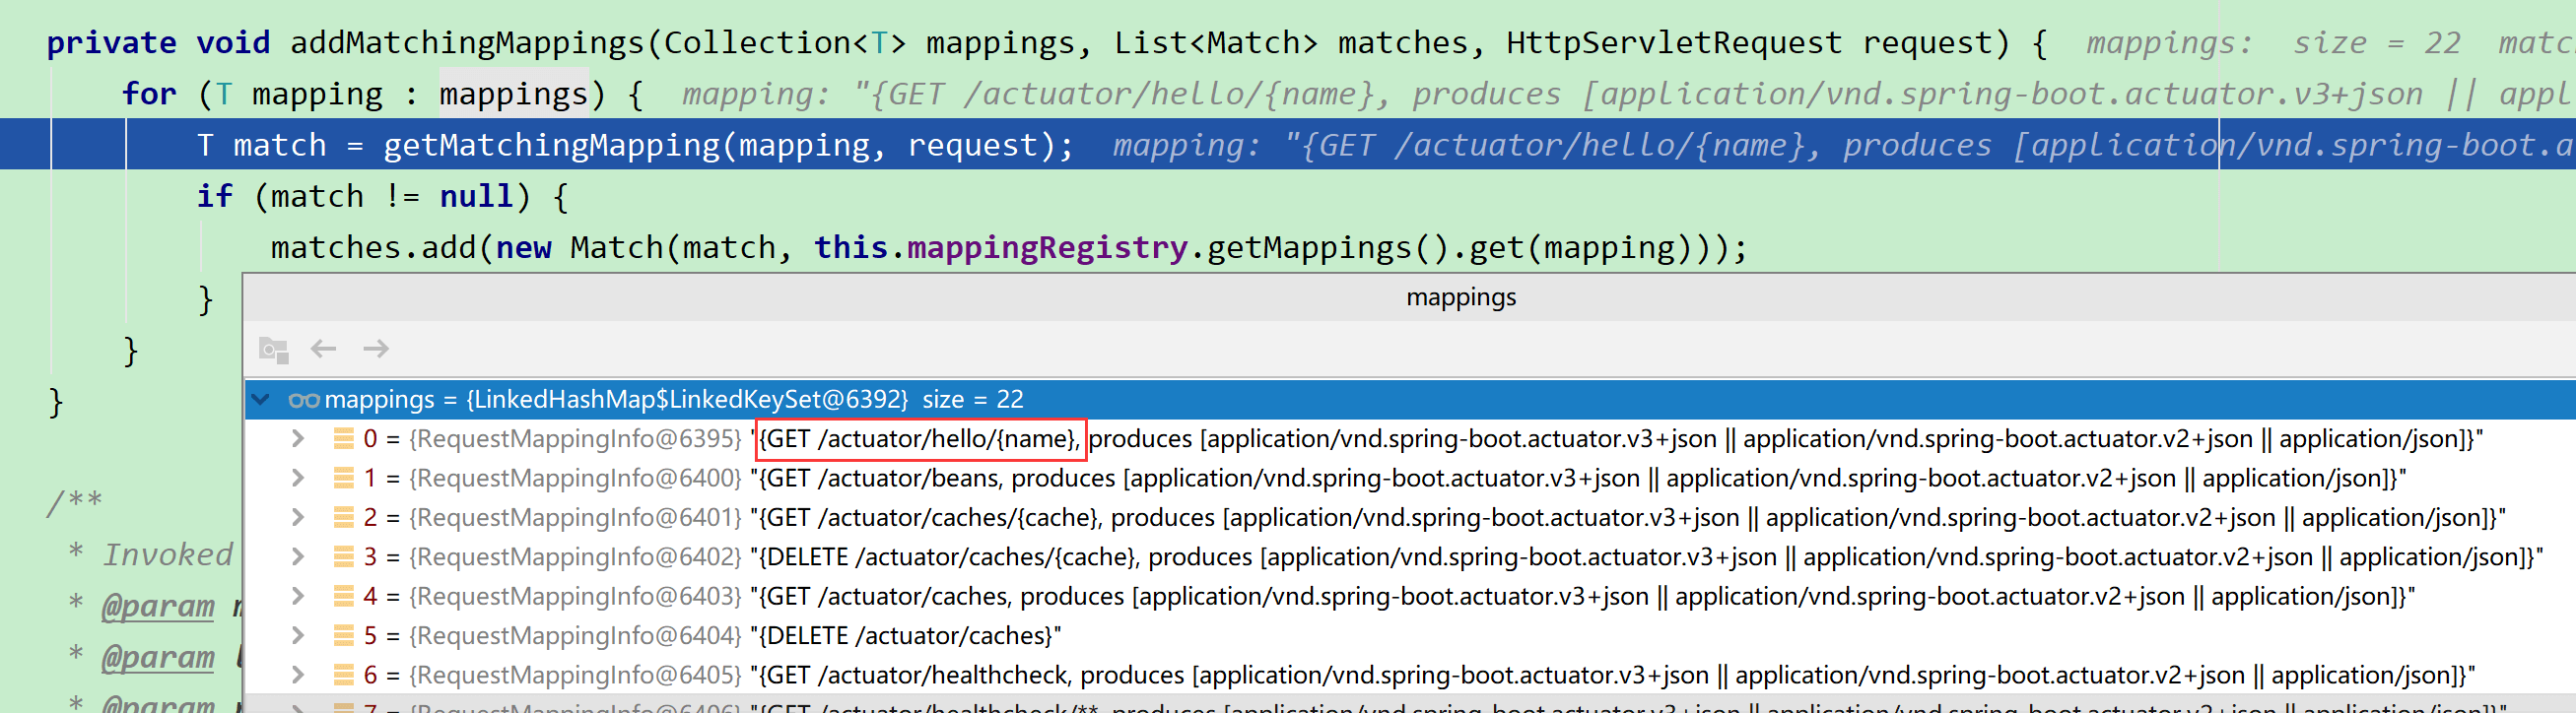 private void addMatchingMappings(Collection<T> mappings, List<Match> matches, HttpServletRequest request) {  mappings:  size = 22  matc
for (T mapping : mappings) {  mapping: "{GET /actuator/hello/{name}, produces [application/vnd.spring-boot.actuator.v3+json || appl
T match = getMatchingMapping(mapping, request);  mapping: "{GET /actuator/hello/{name}, produces [application/vnd.spring-boot.a
if (match != null) {
matches.add(new Match(match, this.mappingRegistry.getMappings().get(mapping)));
}
}
}
/**
* Invoked
* @param
* @param
* @param
mappings
mappings = {LinkedHashMap$LinkedKeySet@6392}  size = 22
0 = {RequestMappingInfo@6395} "{GET /actuator/hello/{name}, produces [application/vnd.spring-boot.actuator.v3+json || application/vnd.spring-boot.actuator.v2+json || application/json]}"
1 = {RequestMappingInfo@6400} "{GET /actuator/beans, produces [application/vnd.spring-boot.actuator.v3+json || application/vnd.spring-boot.actuator.v2+json || application/json]}"
2 = {RequestMappingInfo@6401} "{GET /actuator/caches/{cache}, produces [application/vnd.spring-boot.actuator.v3+json || application/vnd.spring-boot.actuator.v2+json || application/json]}"
3 = {RequestMappingInfo@6402} "{DELETE /actuator/caches/{cache}, produces [application/vnd.spring-boot.actuator.v3+json || application/vnd.spring-boot.actuator.v2+json || application/json]}"
4 = {RequestMappingInfo@6403} "{GET /actuator/caches, produces [application/vnd.spring-boot.actuator.v3+json || application/vnd.spring-boot.actuator.v2+json || application/json]}"
5 = {RequestMappingInfo@6404} "{DELETE /actuator/caches}"
6 = {RequestMappingInfo@6405} "{GET /actuator/healthcheck, produces [application/vnd.spring-boot.actuator.v3+json || application/vnd.spring-boot.actuator.v2+json || application/json]}"
7 = {RequestMappingInfo@6406} "{GET /actuator/healthcheck/**, produces [application/vnd.spring-boot.actuator.v3+json || application/vnd.spring-boot.actuator.v2+json || application/json]}"